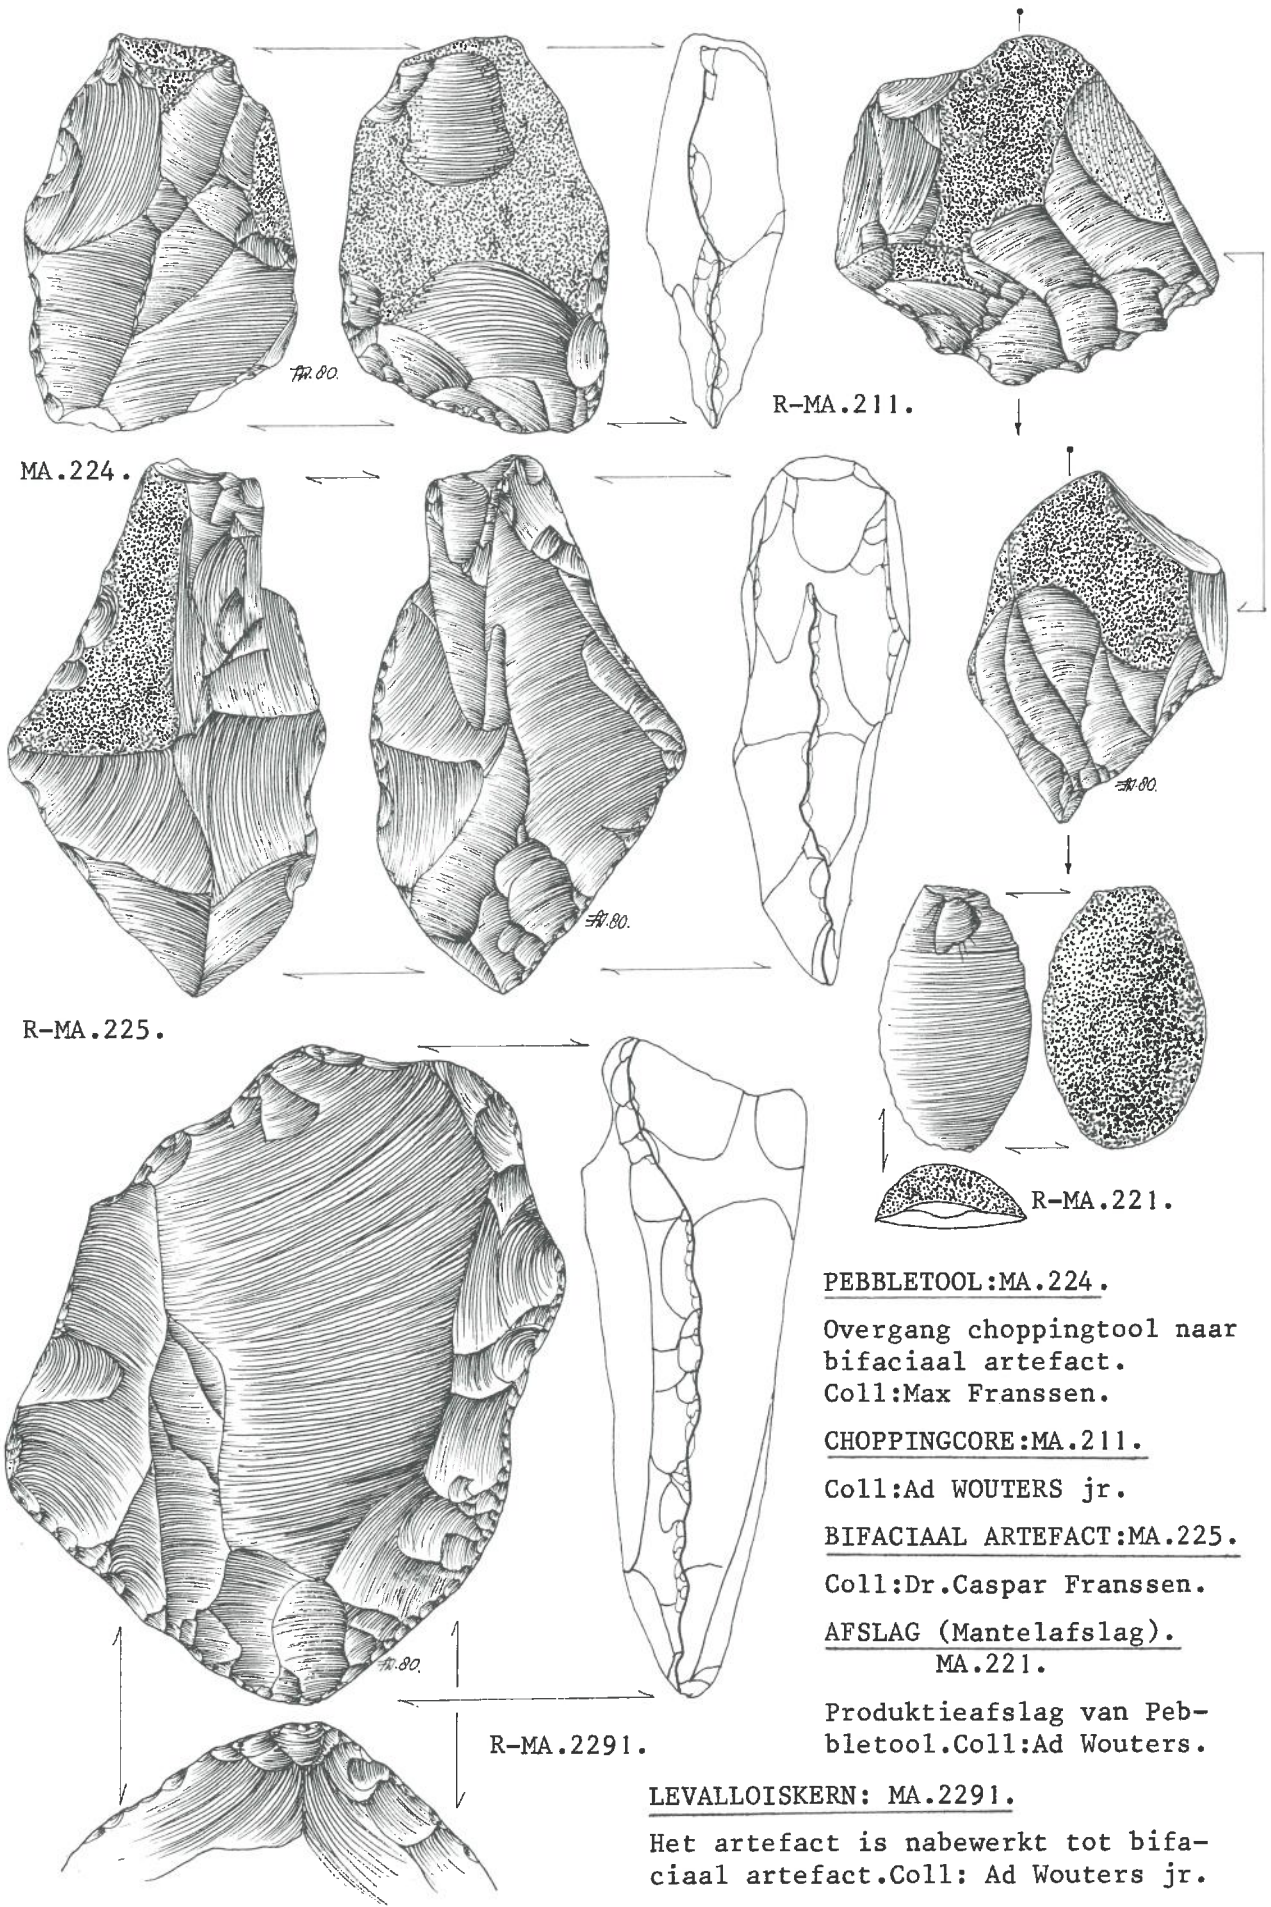 R-MA.211.
MA.224.
R-MA.225.
R-MA.221.
PEBBLETOOL:MA.224.
Overgang choppingtool naar
bifaciaal artefact.
Coll:Max Franssen.
CHOPPINGCORE:MA.211.
Coll:Ad WOUTERS jr.
BIFACIAAL ARTEFACT:MA.225.
Coll:Dr.Caspar Franssen.
AFSLAG (Mantelafslag).
MA.221.
Produktieafslag van Peb-
bletool.Coll:Ad Wouters.
R-MA.2291.
LEVALLOISKERN: MA.2291.
Het artefact is nabewerkt tot bifa-
ciaal artefact.Coll: Ad Wouters jr.